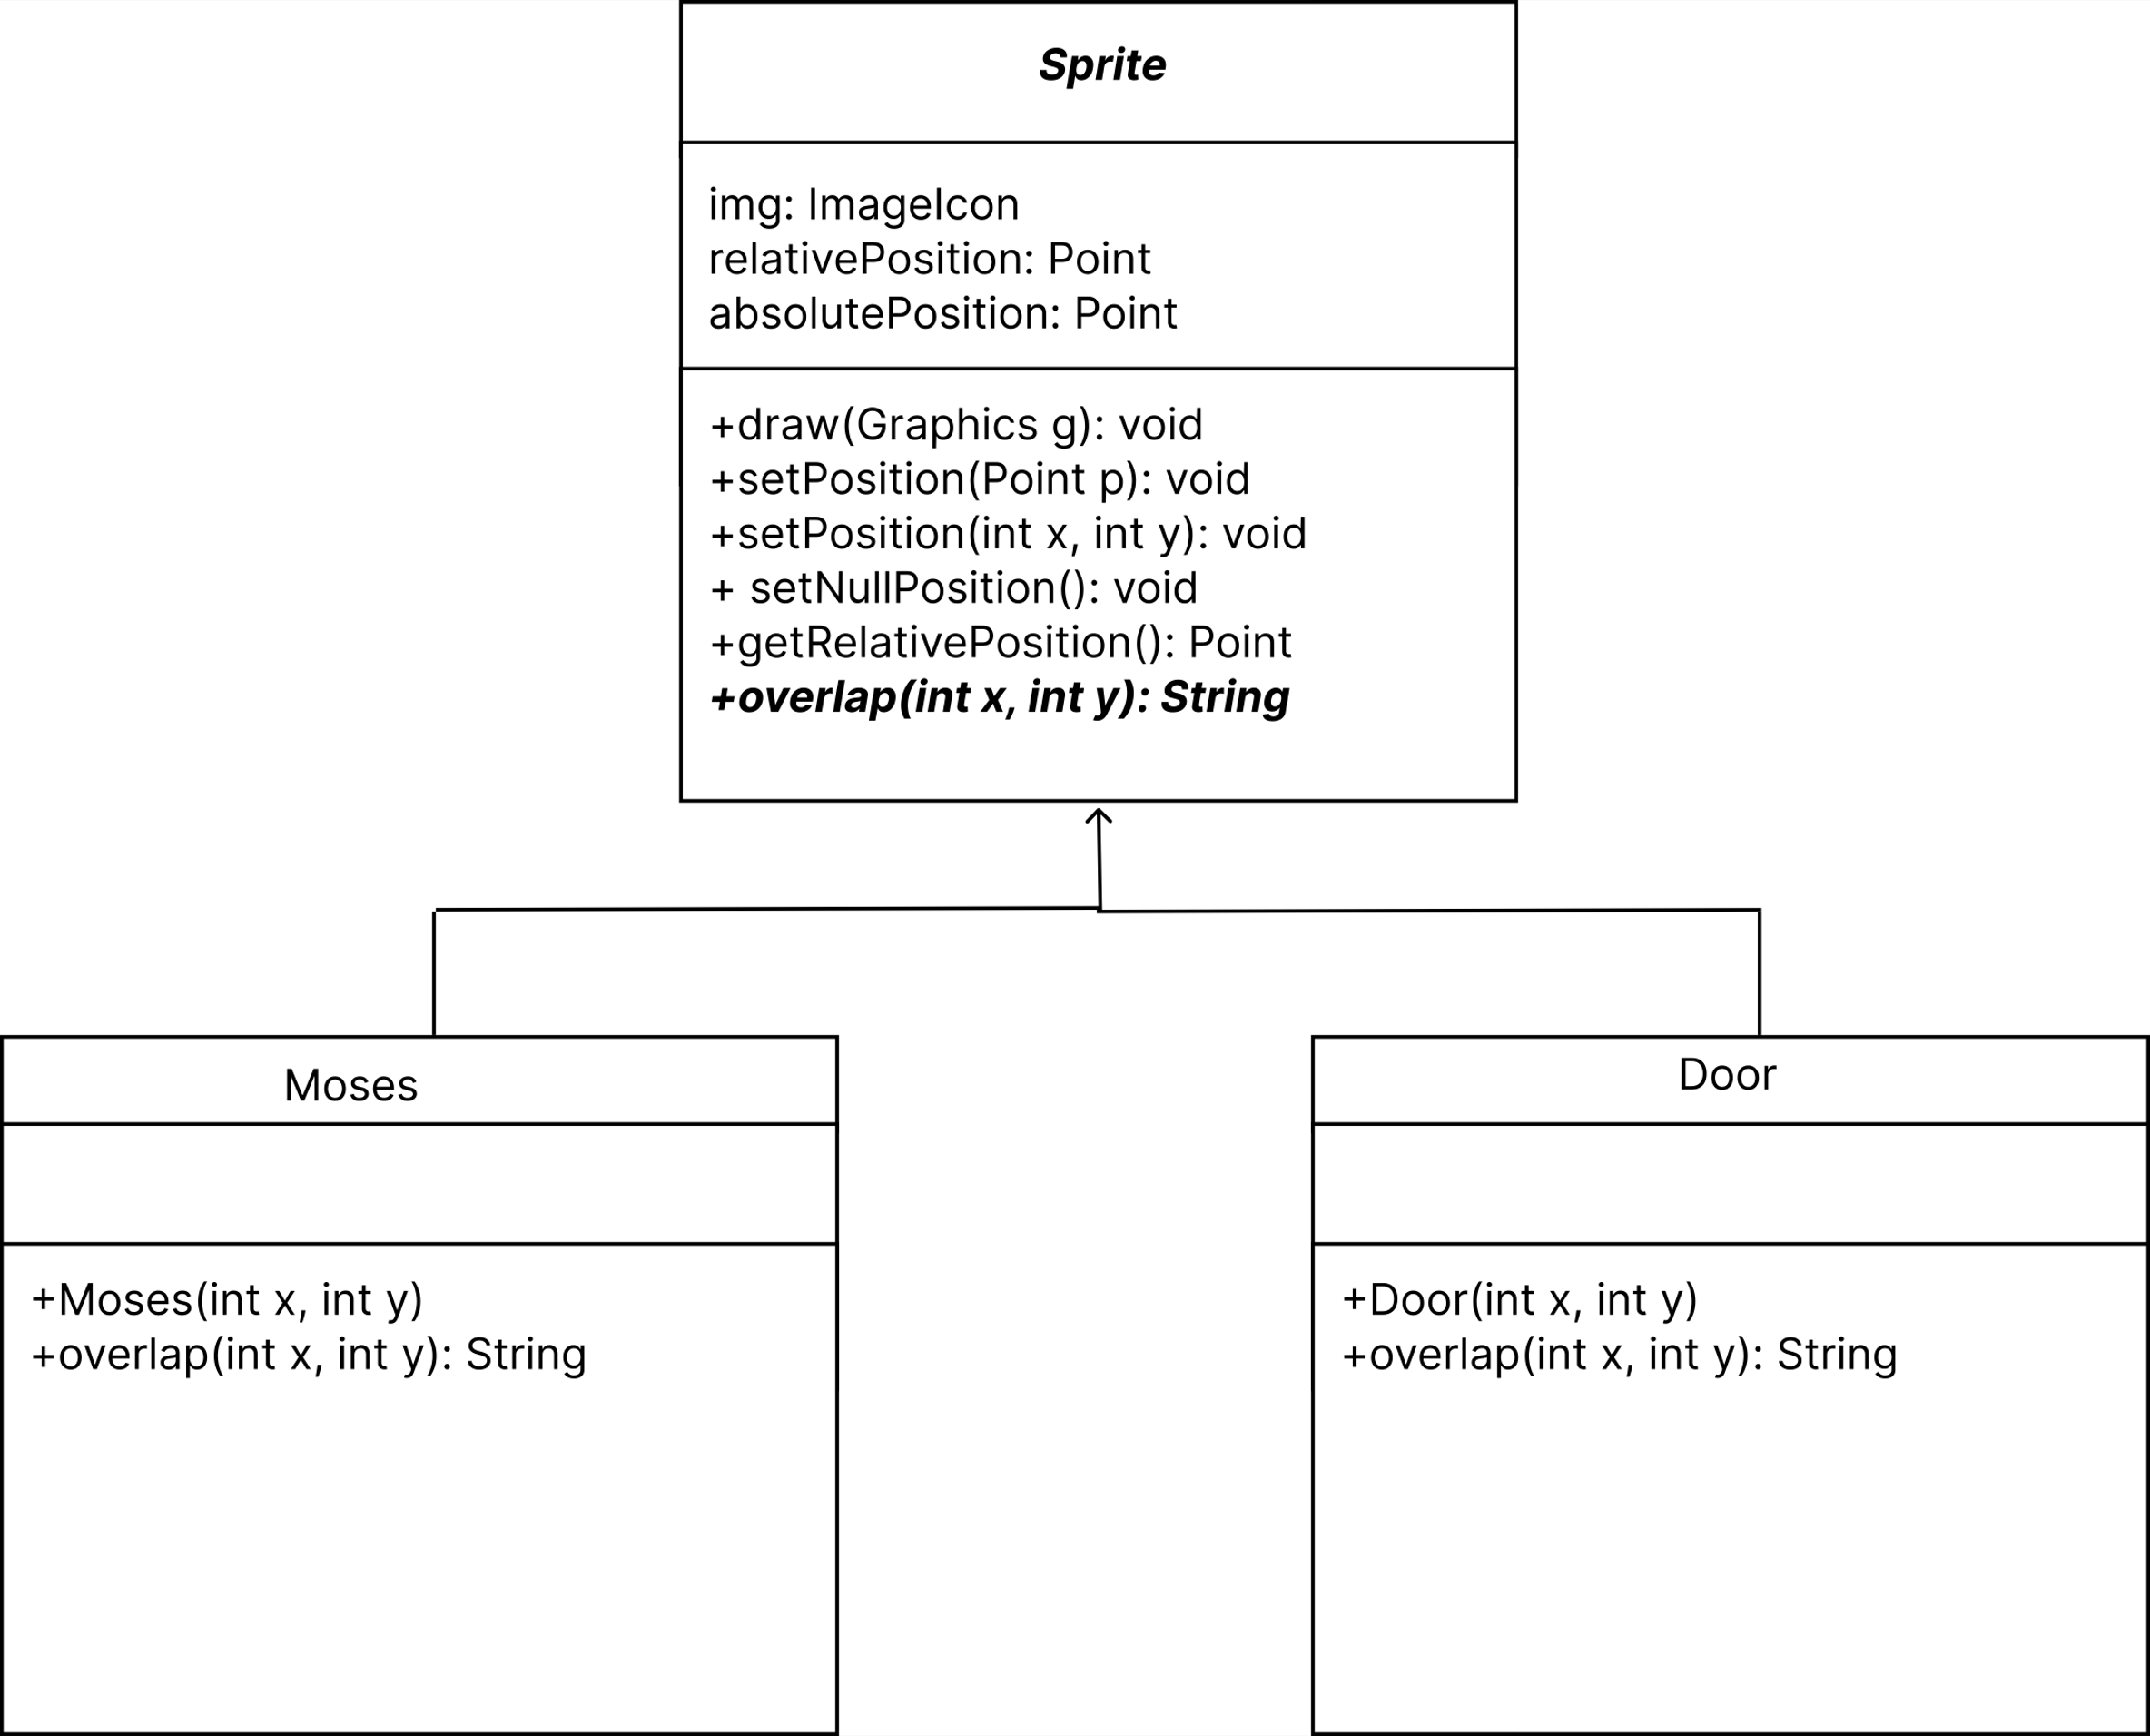 Sprite
img: ImageIcon
relativePosition: Point
absolutePosition: Point
+draw(Graphics g): void
+setPosition(Point p): void
+setPosition(int x, int y): void
+ setNullPosition(): void
+getRelativePosition(): Point
+overlap(int x, int y): String
Moses
+Moses(int x, int y)
+overlap(int x, int y): String
Door
+Door(int x, int y)
+overlap(int x, int y): String